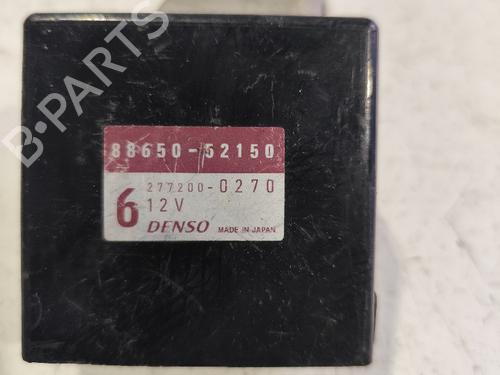 B-PARTS
88650-52150
277200-0270
6 12V
DENSO MADE IN JAPAN